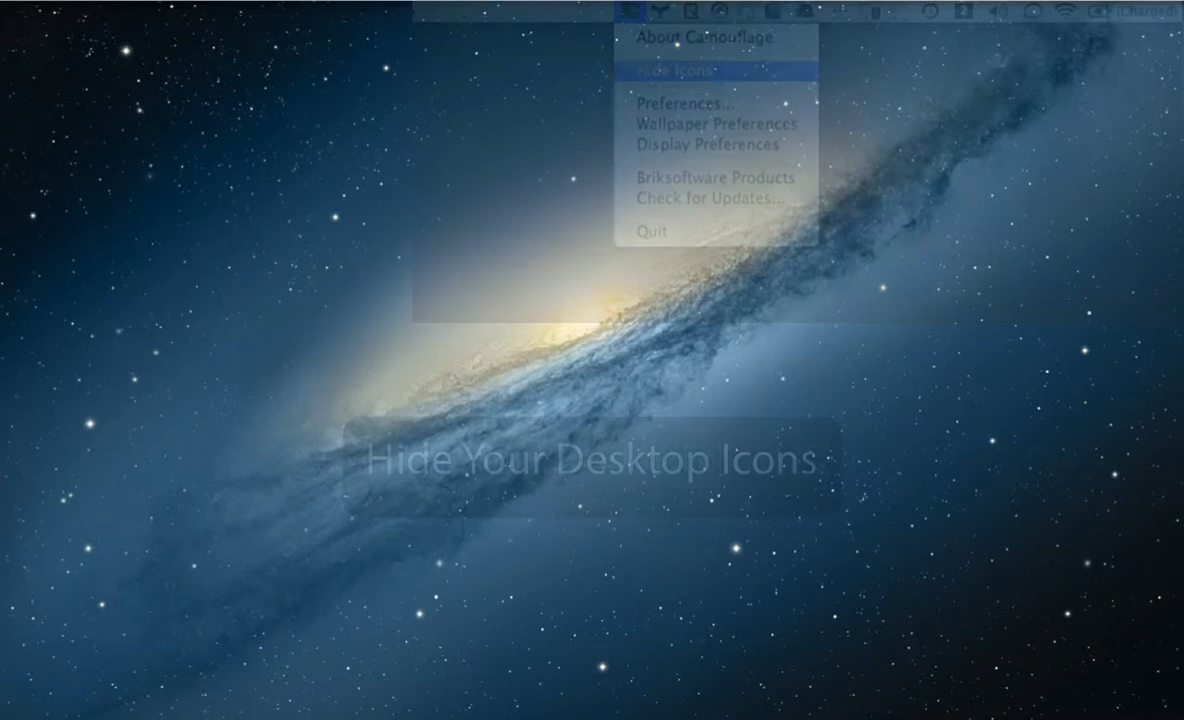 (Charged)
About Camouflage
Hide Icons
Preferences...
Wallpaper Preferences
Display Preferences
Briksoftware Products
Check for Updates...
Quit
Hide Your Desktop Icons